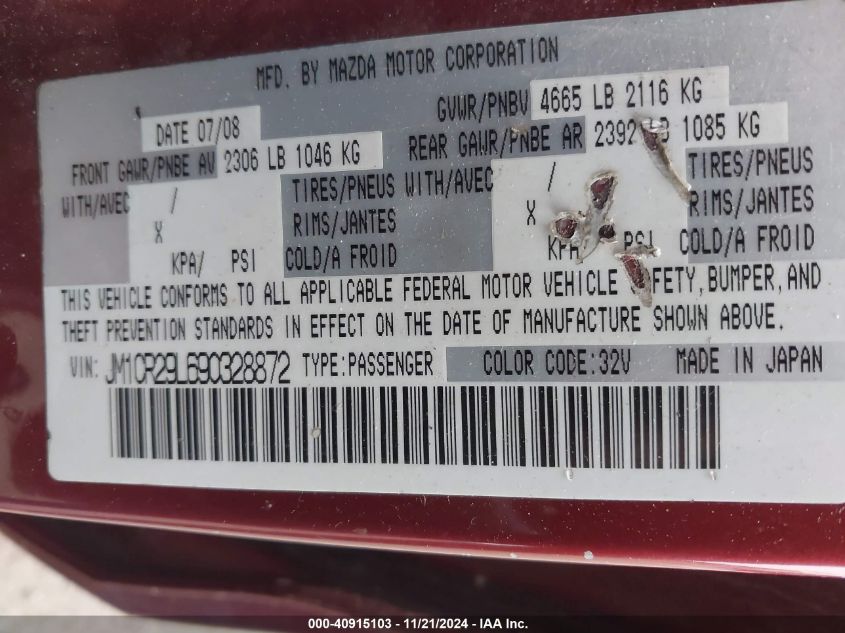 MFD. BY MAZDA MOTOR CORPORATION
DATE 07/08 GVWR/PNBV 4665 LB 2116 KG
FRONT GAWR/PNBE AV 2306 LB 1046 KG REAR GAWR/PNBE AR 2392 LB 1085 KG
WITH/AVEC / TIRES/PNEUS WITH/AVEC / TIRES/PNEUS
X RIMS/JANTES X RIMS/JANTES
KPA/ PSI COLD/A FROID KPA/ PSI COLD/A FROID
THIS VEHICLE CONFORMS TO ALL APPLICABLE FEDERAL MOTOR VEHICLE SAFETY, BUMPER, AND
THEFT PREVENTION STANDARDS IN EFFECT ON THE DATE OF MANUFACTURE SHOWN ABOVE.
VIN: JM1CR29L690328872 TYPE:PASSENGER COLOR CODE:32V MADE IN JAPAN
000-40915103 - 11/21/2024 - IAA Inc.